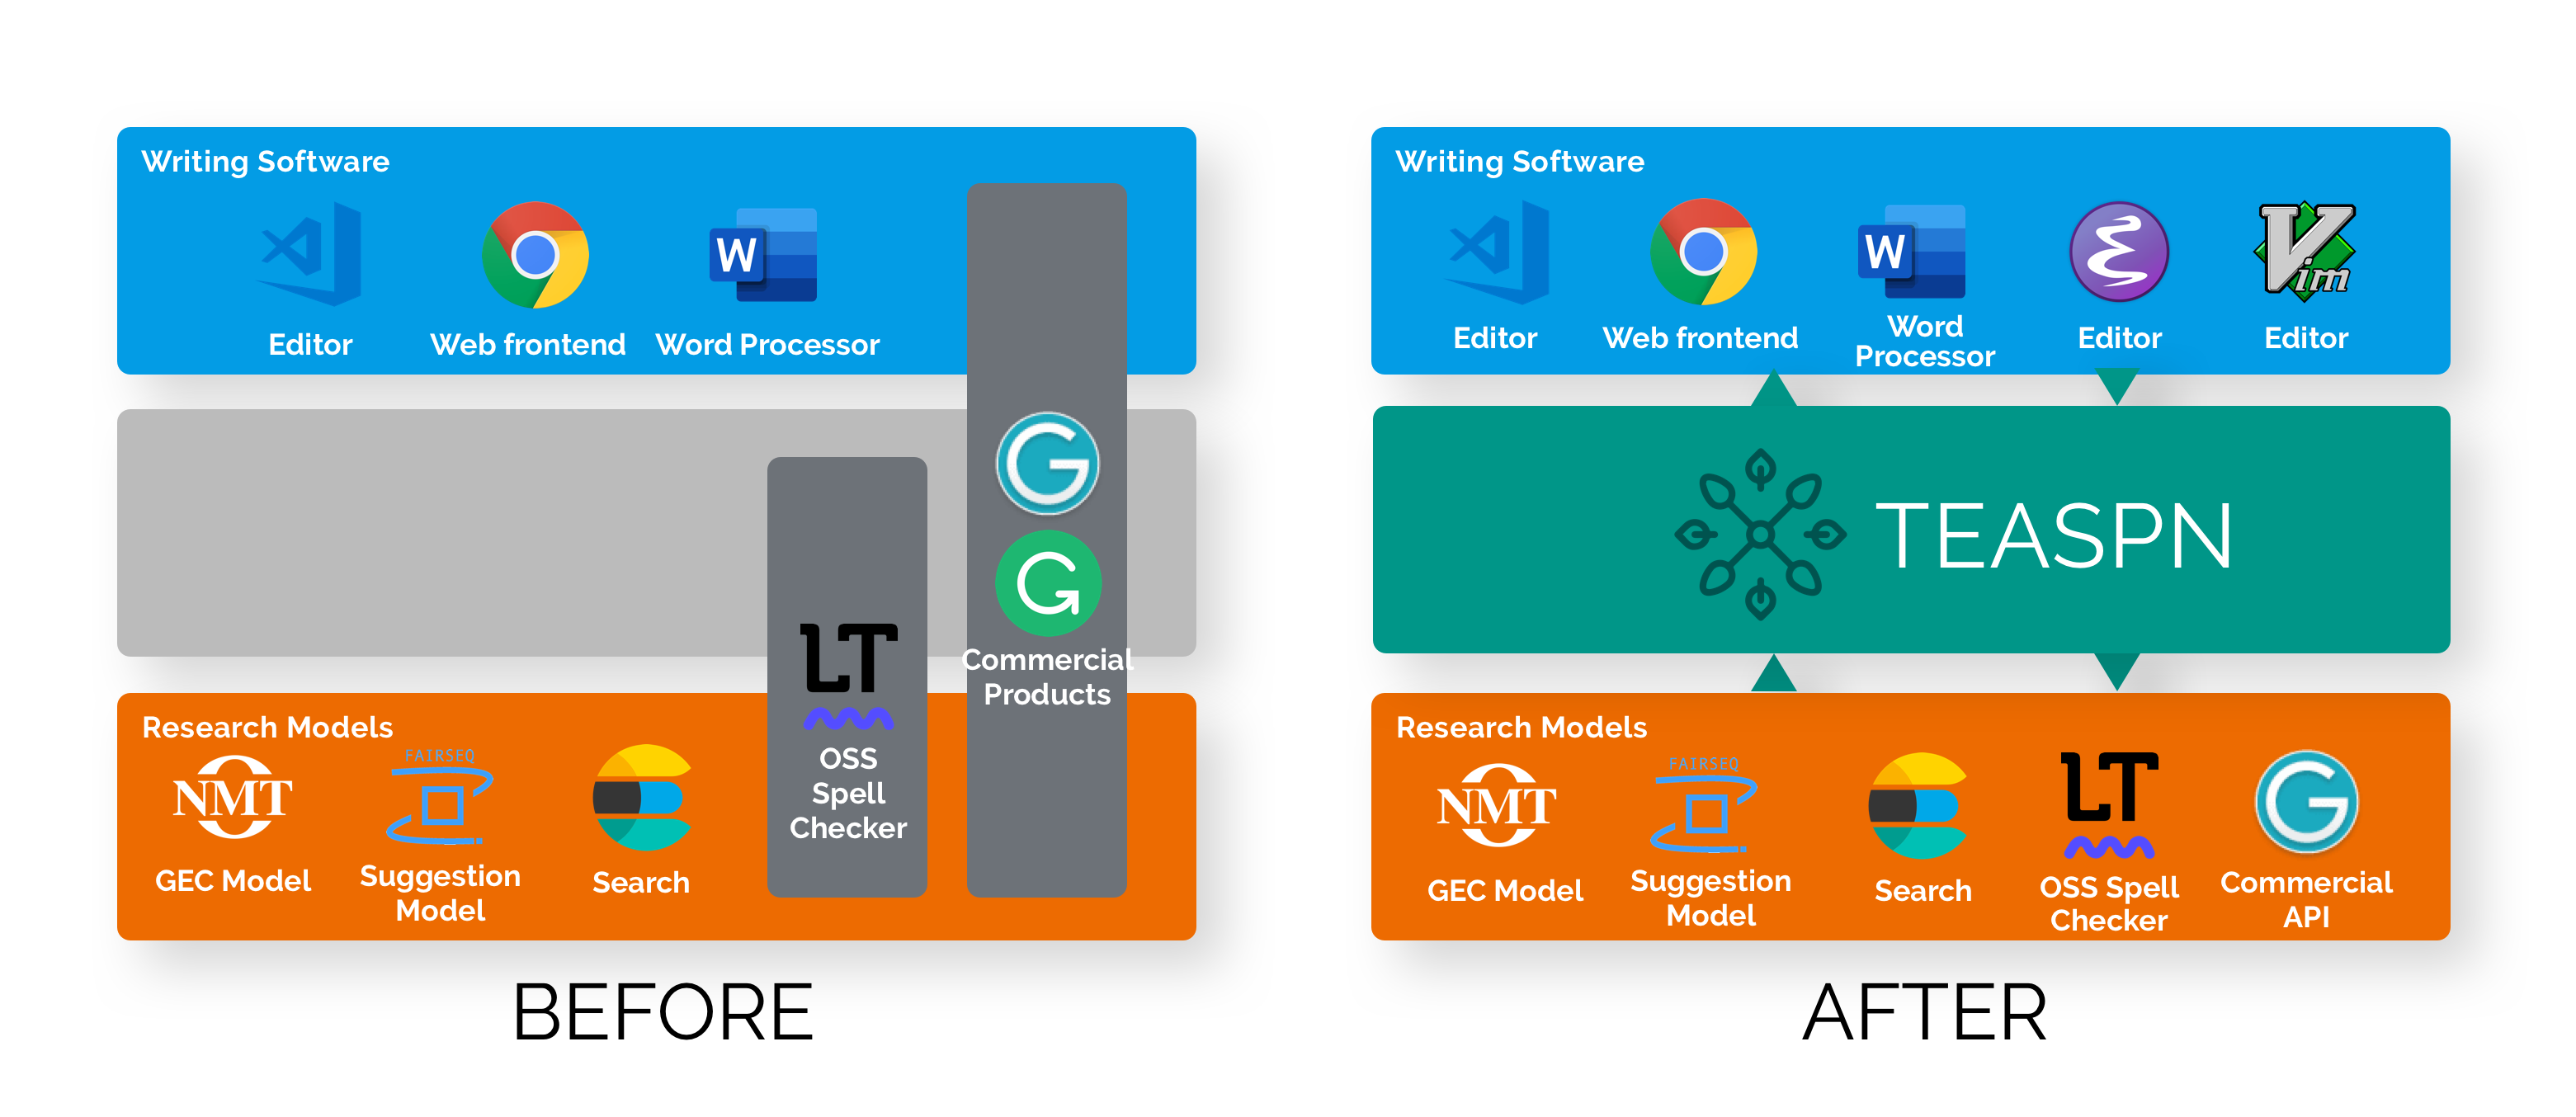 Writing Software
W
Editor
Web frontend
Word Processor
G
G
Commercial
Products
LT
OSS
Spell
Checker
Research Models
NMT
GEC Model
FAIRSEQ
Suggestion
Model
Search
BEFORE
Writing Software
W
Vim
Editor
Web frontend
Word
Processor
Editor
Editor
TEASPN
Research Models
NMT
GEC Model
FAIRSEQ
Suggestion
Model
Search
LT
OSS Spell
Checker
G
Commercial
API
AFTER